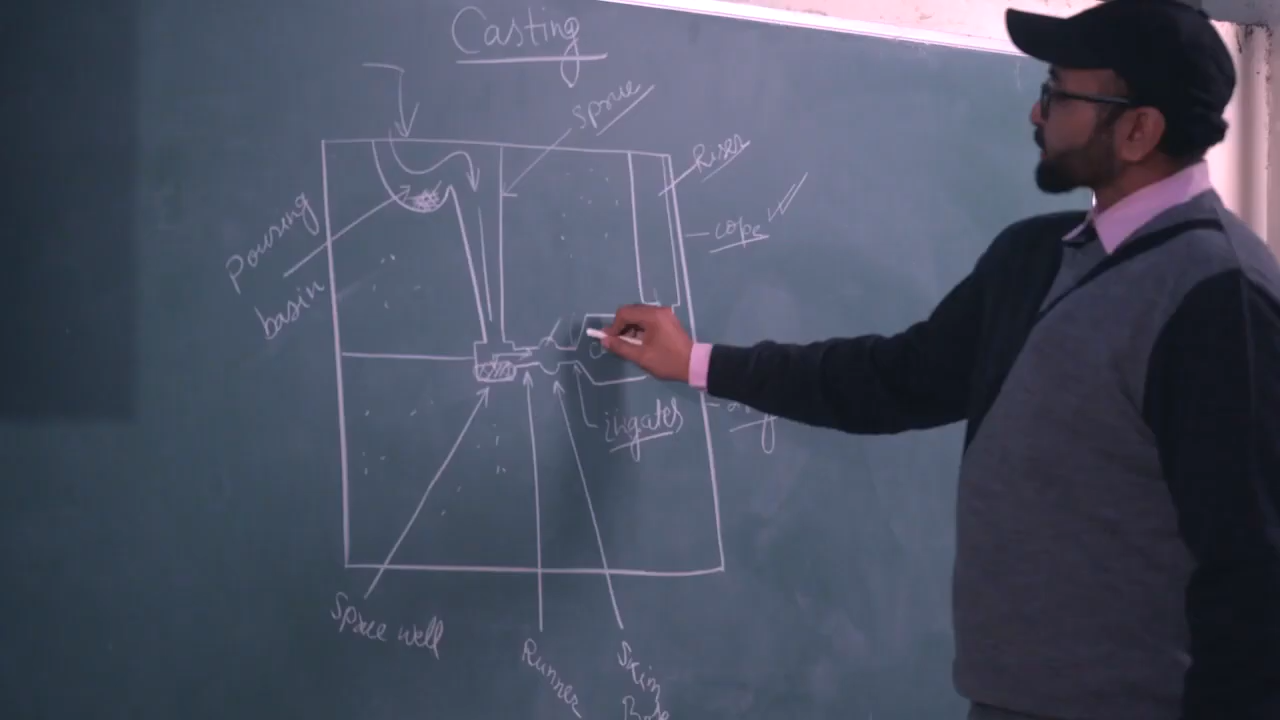 Casting
Sprue
Riser
cope
Pouring
basin
ingates
Sprue well
Runner
Skim